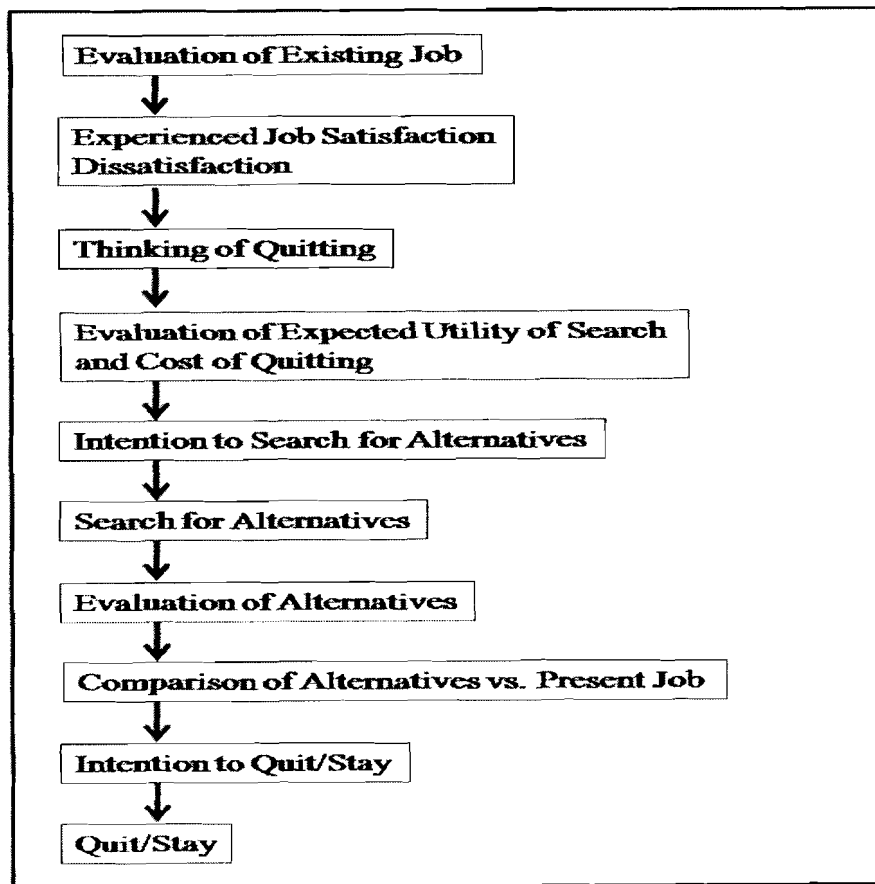 Evaluation of Existing Job
Experienced Job Satisfaction
Dissatisfaction
Thinking of Quitting
Evaluation of Expected Utility of Search
and Cost of Quitting
Intention to Search for Alternatives
Search for Alternatives
Evaluation of Alternatives
Comparison of Alternatives vs. Present Job
Intention to Quit/Stay
Quit/Stay